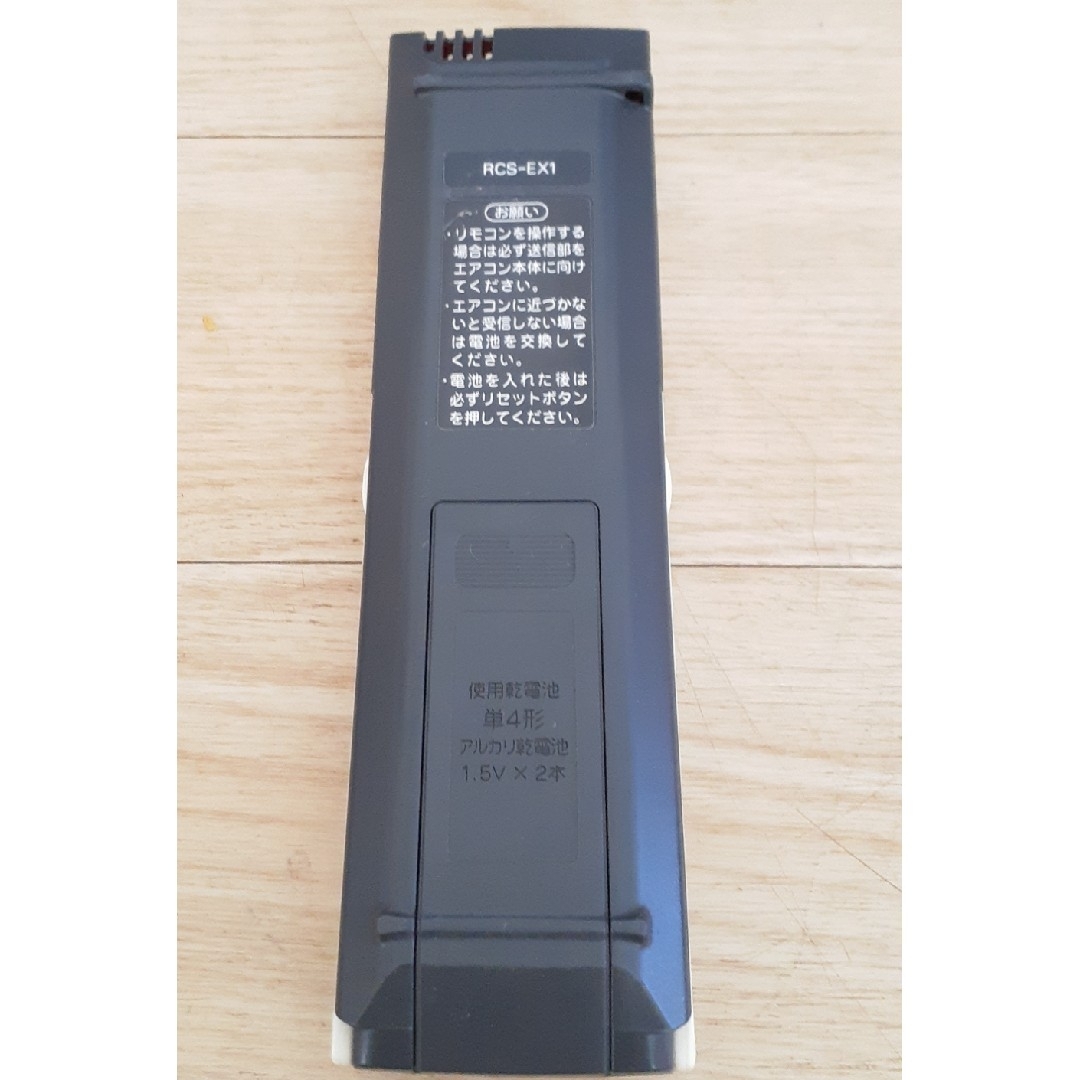 RCS-EX1
お願い
・リモコンを操作する
場合は必ず送信部を
エアコン本体に向け
てください。
・エアコンに近づかな
いと受信しない場合
は電池を交換して
ください。
・電池を入れた後は
必ずリセットボタン
を押してください。
使用乾電池
単4形
アルカリ乾電池
1.5V×2本